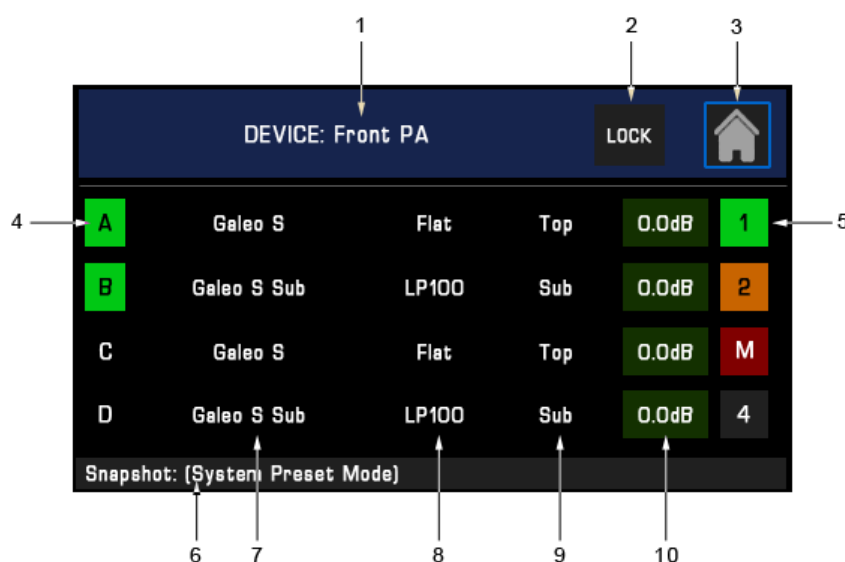 1 2 3
DEVICE: Front PA LOCK
4 A Galeo S Flat Top 0.0dB 1 5
B Galeo S Sub LP100 Sub 0.0dB 2
C Galeo S Flat Top 0.0dB M
D Galeo S Sub LP100 Sub 0.0dB 4
Snapshot: (System Preset Mode)
6 7 8 9 10